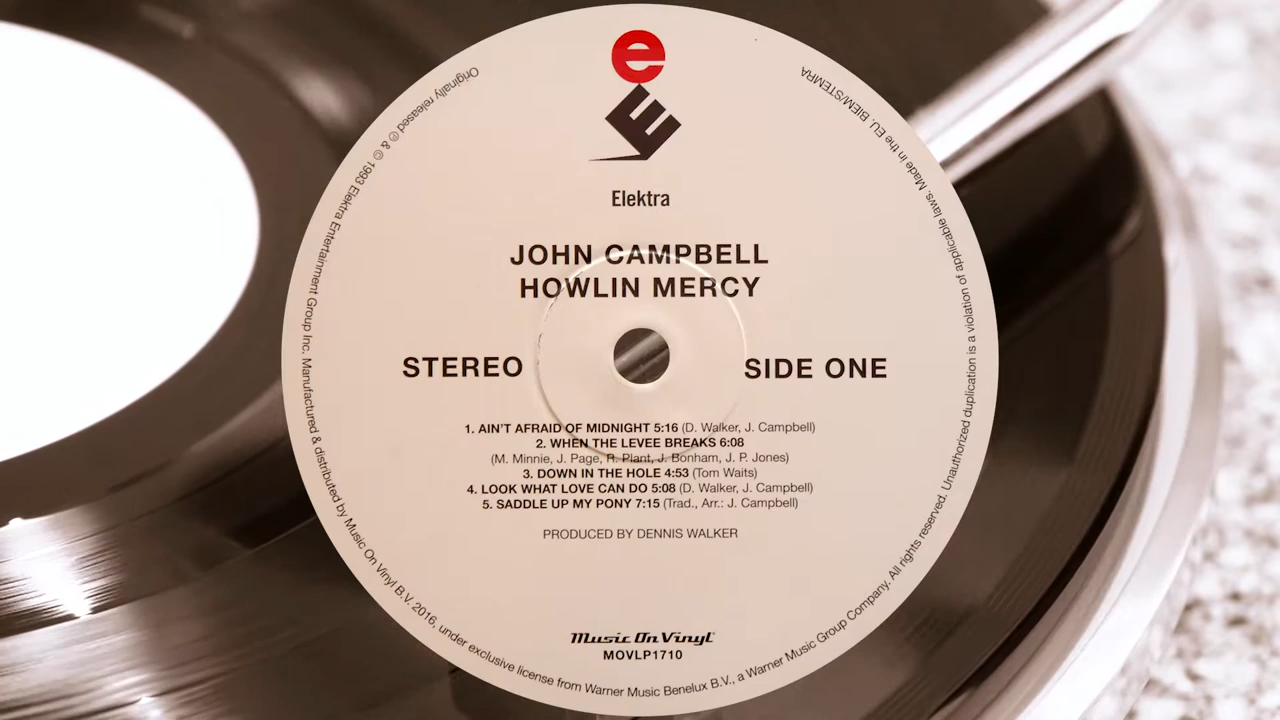 e
E
Elektra
JOHN CAMPBELL
HOWLIN MERCY
STEREO
SIDE ONE
1. AIN'T AFRAID OF MIDNIGHT 5:16 (D. Walker, J. Campbell)
2. WHEN THE LEVEE BREAKS 6:08
(M. Minnie, J. Page, R. Plant, J. Bonham, J. P. Jones)
3. DOWN IN THE HOLE 4:53 (Tom Waits)
4. LOOK WHAT LOVE CAN DO 5:08 (D. Walker, J. Campbell)
5. SADDLE UP MY PONY 7:15 (Trad., Arr.: J. Campbell)
PRODUCED BY DENNIS WALKER
Music On Vinyl
MOVLP1710
Originally released ℗ & © 1993 Elektra Entertainment Group Inc. Manufactured & distributed by Music On Vinyl B.V. 2016, under exclusive license from Warner Music Benelux B.V., a Warner Music Group Company. All rights reserved. Unauthorized duplication is a violation of applicable laws. Made in the EU. BIEM/STEMRA